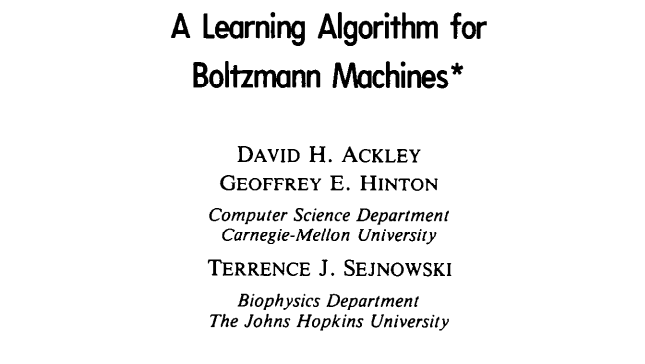 A Learning Algorithm for
Boltzmann Machines*
DAVID H. ACKLEY
GEOFFREY E. HINTON
Computer Science Department
Carnegie-Mellon University
TERRENCE J. SEJNOWSKI
Biophysics Department
The Johns Hopkins University